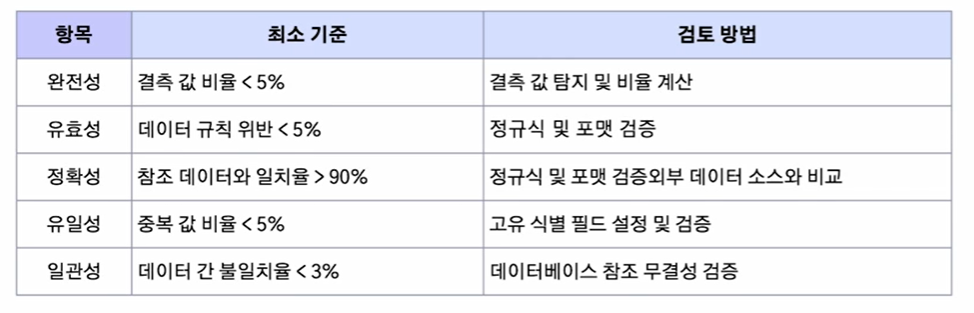 항목 최소 기준 검토 방법
완전성 결측 값 비율 < 5% 결측 값 탐지 및 비율 계산
유효성 데이터 규칙 위반 < 5% 정규식 및 포맷 검증
정확성 참조 데이터와 일치율 > 90% 정규식 및 포맷 검증외부 데이터 소스와 비교
유일성 중복 값 비율 < 5% 고유 식별 필드 설정 및 검증
일관성 데이터 간 불일치율 < 3% 데이터베이스 참조 무결성 검증